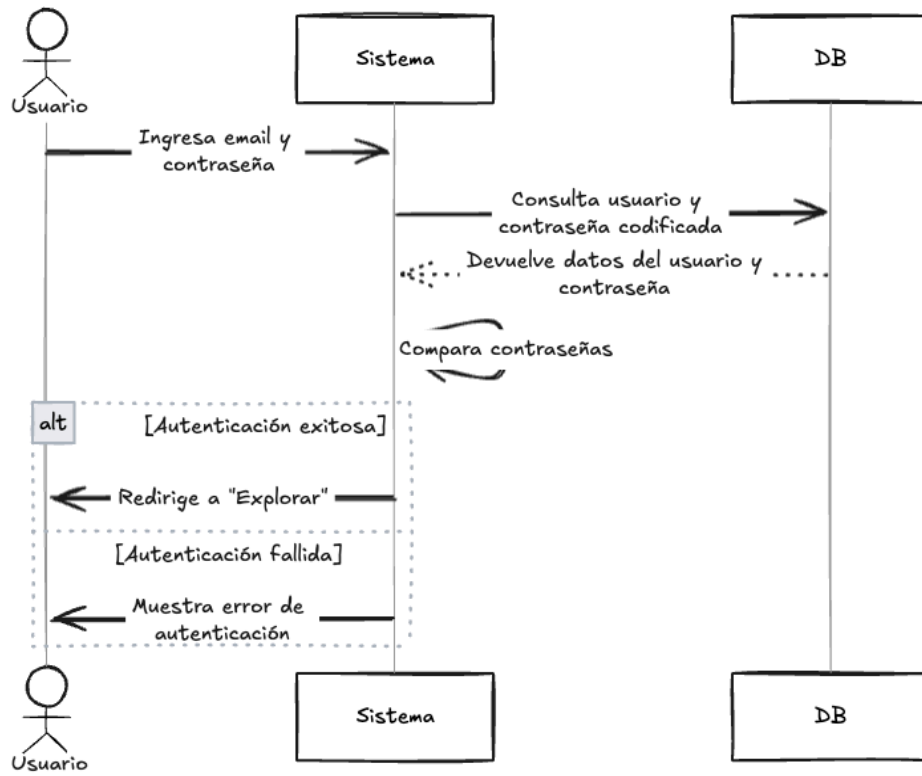 Usuario
Sistema
DB
Ingresa email y
contraseña
Consulta usuario y
contraseña codificada
Devuelve datos del usuario y
contraseña
Compara contraseñas
alt
[Autenticación exitosa]
Redirige a "Explorar"
[Autenticación fallida]
Muestra error de
autenticación
Usuario
Sistema
DB